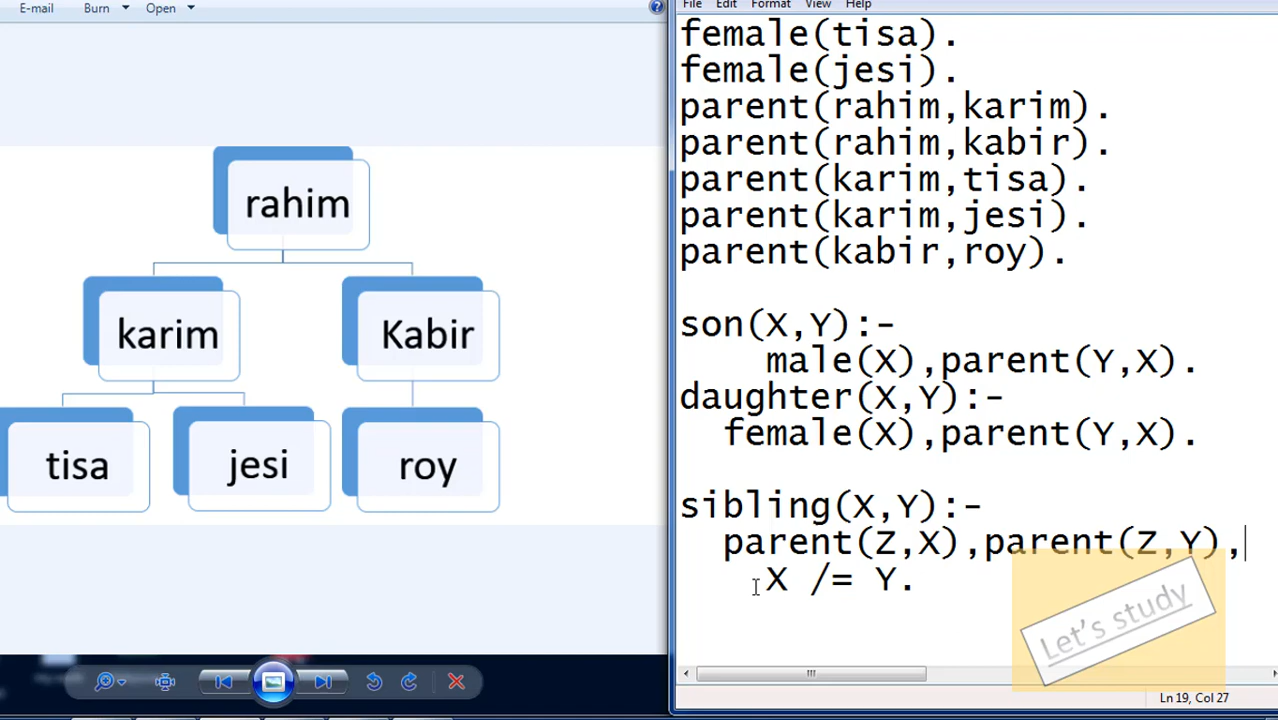 E-mail Burn Open
rahim
karim Kabir
tisa jesi roy
File Edit Format View Help
female(tisa).
female(jesi).
parent(rahim,karim).
parent(rahim,kabir).
parent(karim,tisa).
parent(karim,jesi).
parent(kabir,roy).
son(X,Y):-
male(X),parent(Y,X).
daughter(X,Y):-
female(X),parent(Y,X).
sibling(X,Y):-
parent(Z,X),parent(Z,Y),
X /= Y.
Let's study
Ln 19, Col 27